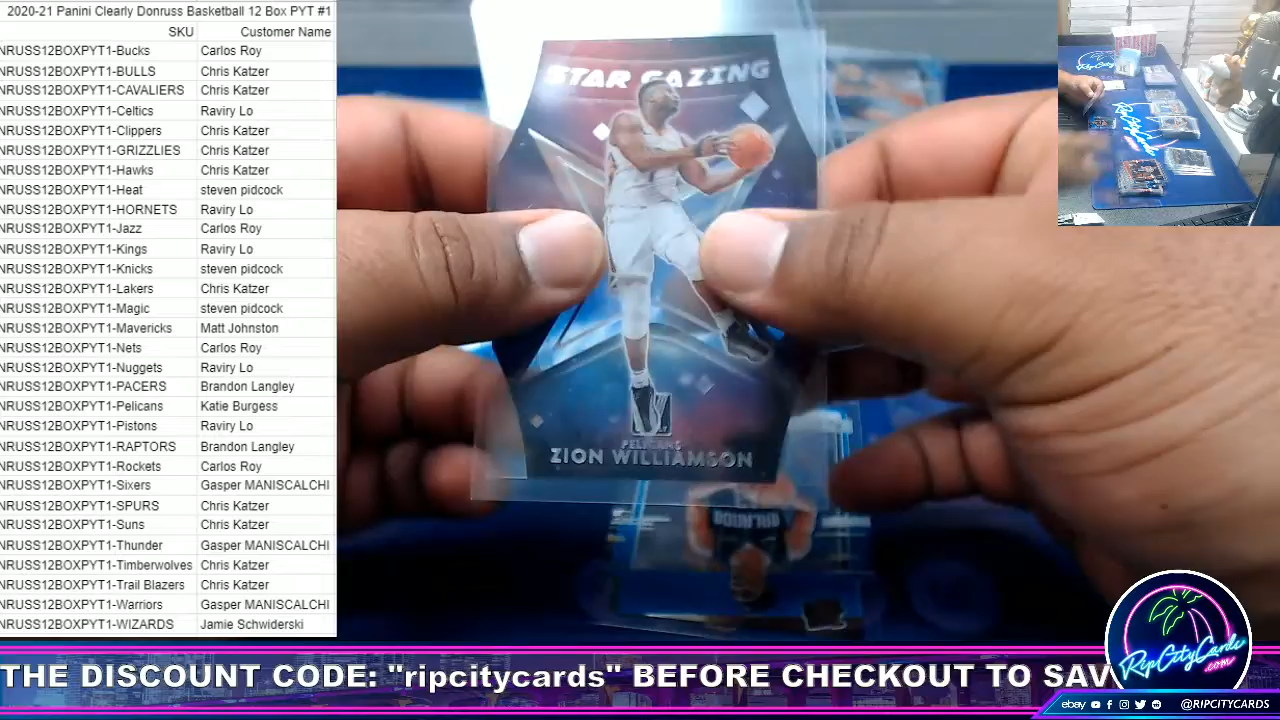 2020-21 Panini Clearly Donruss Basketball 12 Box PYT #1
SKU Customer Name
NRUSS12BOXPYT1-Bucks Carlos Roy
NRUSS12BOXPYT1-BULLS Chris Katzer
NRUSS12BOXPYT1-CAVALIERS Chris Katzer
NRUSS12BOXPYT1-Celtics Raviry Lo
NRUSS12BOXPYT1-Clippers Chris Katzer
NRUSS12BOXPYT1-GRIZZLIES Chris Katzer
NRUSS12BOXPYT1-Hawks Chris Katzer
NRUSS12BOXPYT1-Heat steven pidcock
NRUSS12BOXPYT1-HORNETS Raviry Lo
NRUSS12BOXPYT1-Jazz Carlos Roy
NRUSS12BOXPYT1-Kings Raviry Lo
NRUSS12BOXPYT1-Knicks steven pidcock
NRUSS12BOXPYT1-Lakers Chris Katzer
NRUSS12BOXPYT1-Magic steven pidcock
NRUSS12BOXPYT1-Mavericks Matt Johnston
NRUSS12BOXPYT1-Nets Carlos Roy
NRUSS12BOXPYT1-Nuggets Raviry Lo
NRUSS12BOXPYT1-PACERS Brandon Langley
NRUSS12BOXPYT1-Pelicans Katie Burgess
NRUSS12BOXPYT1-Pistons Raviry Lo
NRUSS12BOXPYT1-RAPTORS Brandon Langley
NRUSS12BOXPYT1-Rockets Carlos Roy
NRUSS12BOXPYT1-Sixers Gasper MANISCALCHI
NRUSS12BOXPYT1-SPURS Chris Katzer
NRUSS12BOXPYT1-Suns Chris Katzer
NRUSS12BOXPYT1-Thunder Gasper MANISCALCHI
NRUSS12BOXPYT1-Timberwolves Chris Katzer
NRUSS12BOXPYT1-Trail Blazers Chris Katzer
NRUSS12BOXPYT1-Warriors Gasper MANISCALCHI
NRUSS12BOXPYT1-WIZARDS Jamie Schwiderski
STAR GAZING
PELICANS
ZION WILLIAMSON
THE DISCOUNT CODE: "ripcitycards" BEFORE CHECKOUT TO SAV
RipCityCards
.com
ebay @RIPCITYCARDS